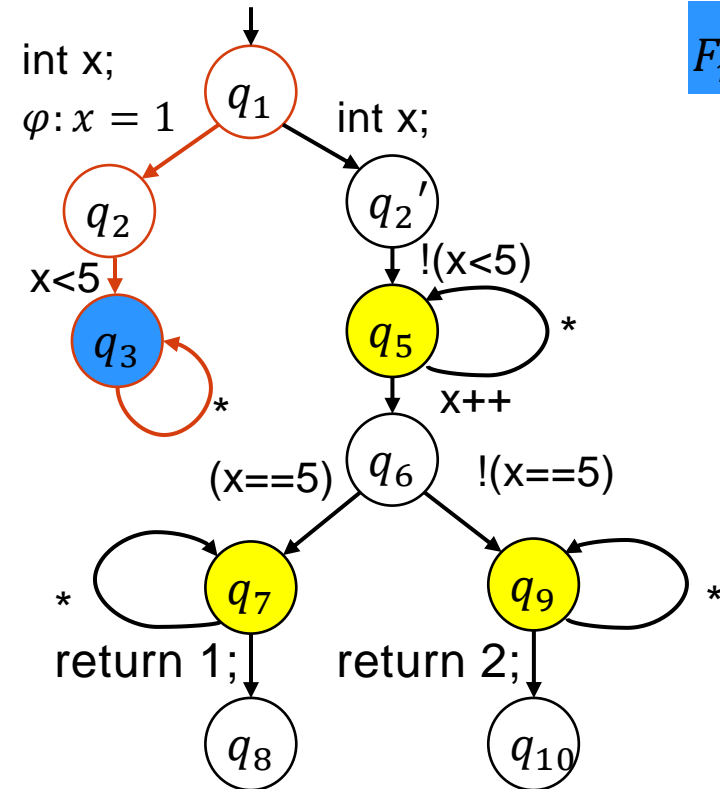 int x;
φ: x = 1
q₁
int x;
q₂
q₂′
x<5
!(x<5)
q₃
q₅
*
*
x++
q₆
(x==5)
!(x==5)
q₇
q₉
*
*
return 1;
return 2;
q₈
q₁₀